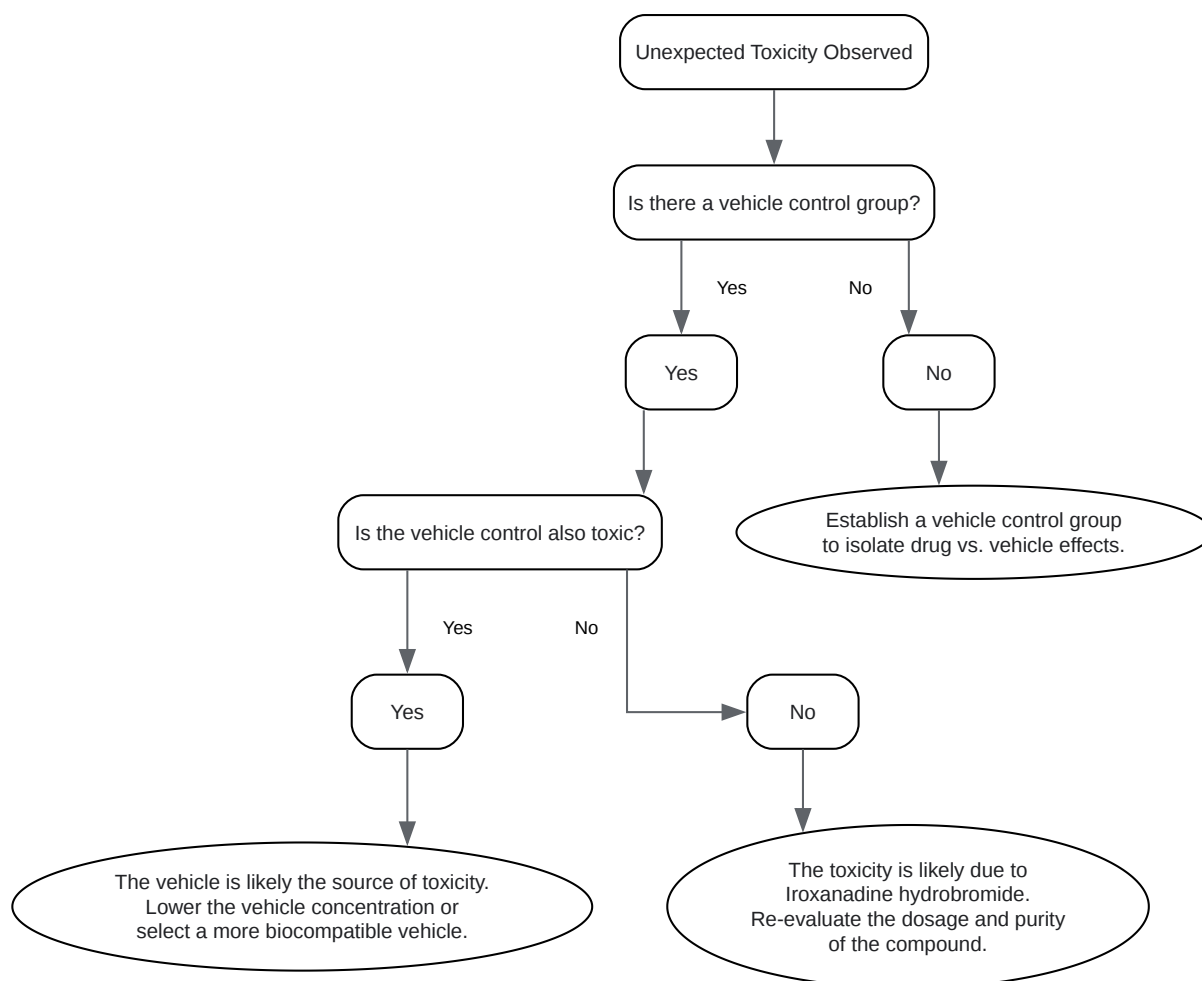 Unexpected Toxicity Observed
Is there a vehicle control group?
Yes
No
Yes
No
Is the vehicle control also toxic?
Establish a vehicle control group
to isolate drug vs. vehicle effects.
Yes
No
Yes
No
The vehicle is likely the source of toxicity.
Lower the vehicle concentration or
select a more biocompatible vehicle.
The toxicity is likely due to
Iroxanadine hydrobromide.
Re-evaluate the dosage and purity
of the compound.